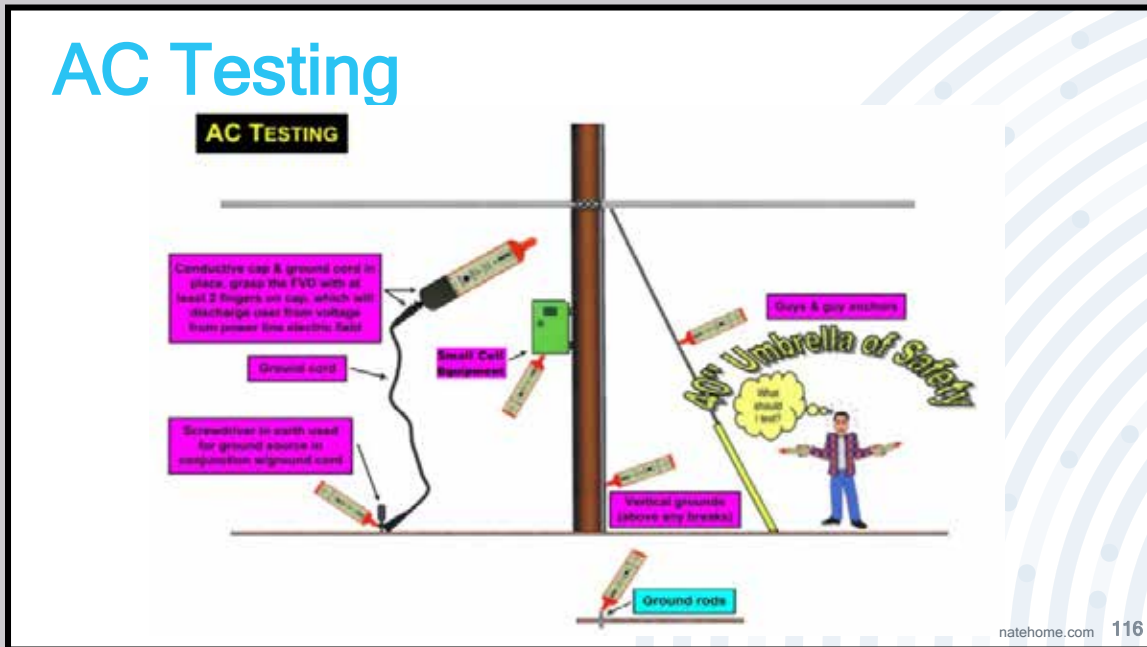 AC Testing
AC TESTING
Conductive cap & ground cord in
place, grasp the FVD with at
least 2 fingers on cap, which will
discharge user from voltage
from power line electric field
Ground cord
Screwdriver in earth used
for ground source in
conjunction w/ground cord
Small Cell
Equipment
Guys & guy anchors
40" Umbrella of Safety
What
should
I test?
Vertical grounds
(above any breaks)
Ground rods
natehome.com 116